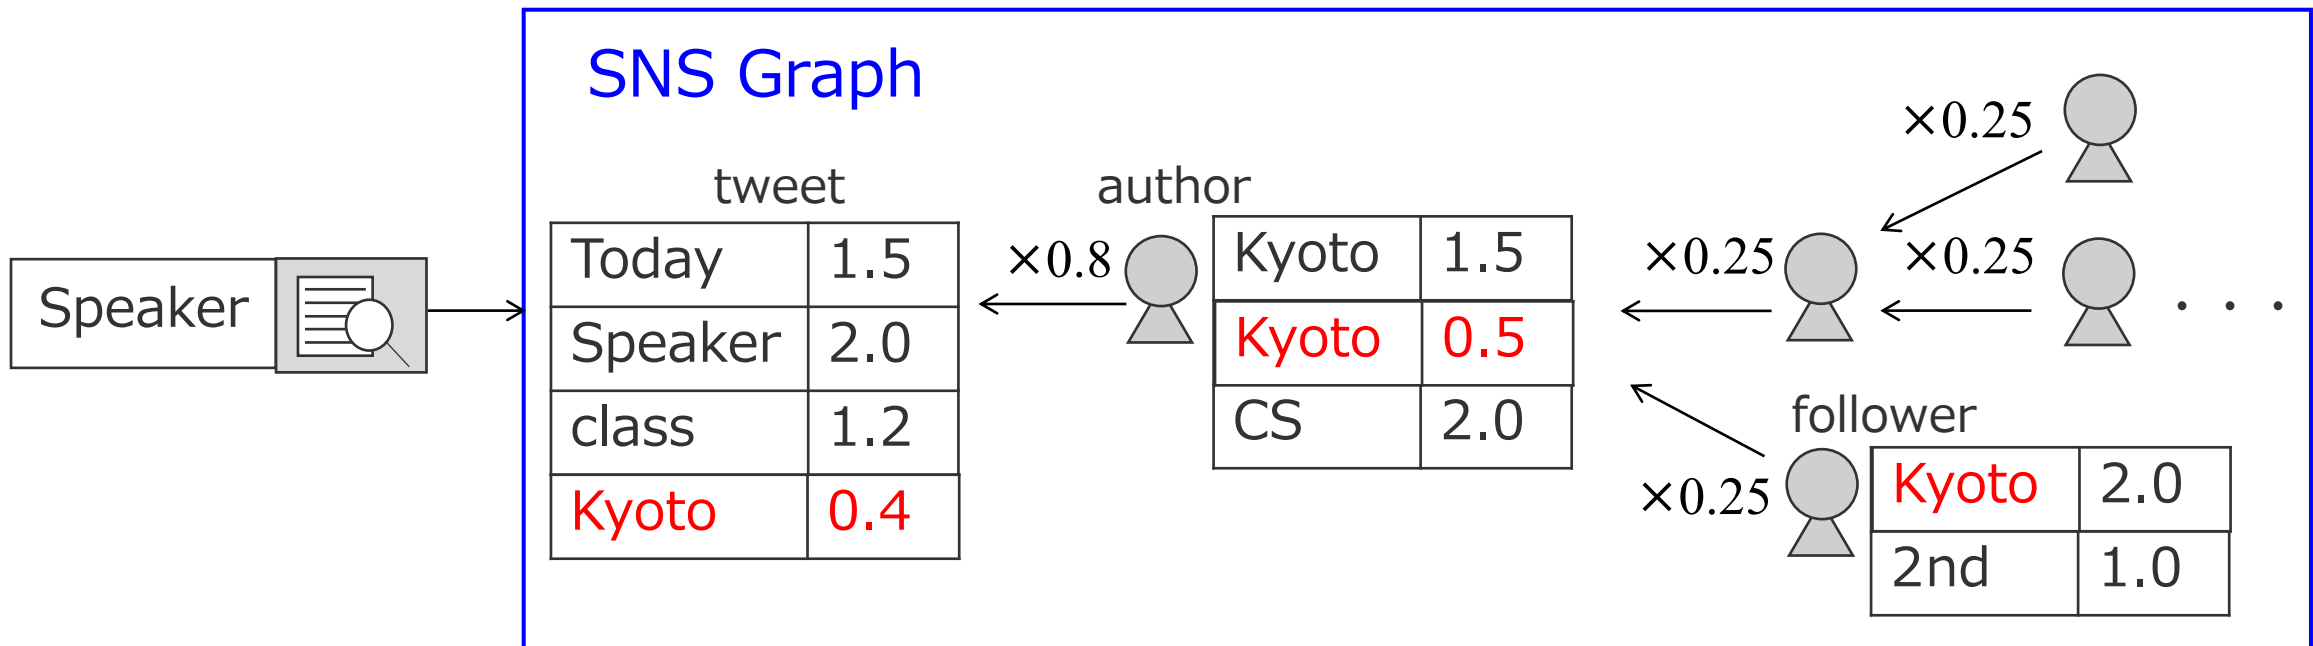 SNS Graph
Speaker
tweet
Today 1.5
Speaker 2.0
class 1.2
Kyoto 0.4
×0.8
author
Kyoto 1.5
Kyoto 0.5
CS 2.0
×0.25
×0.25
×0.25
. . .
×0.25
follower
Kyoto 2.0
2nd 1.0